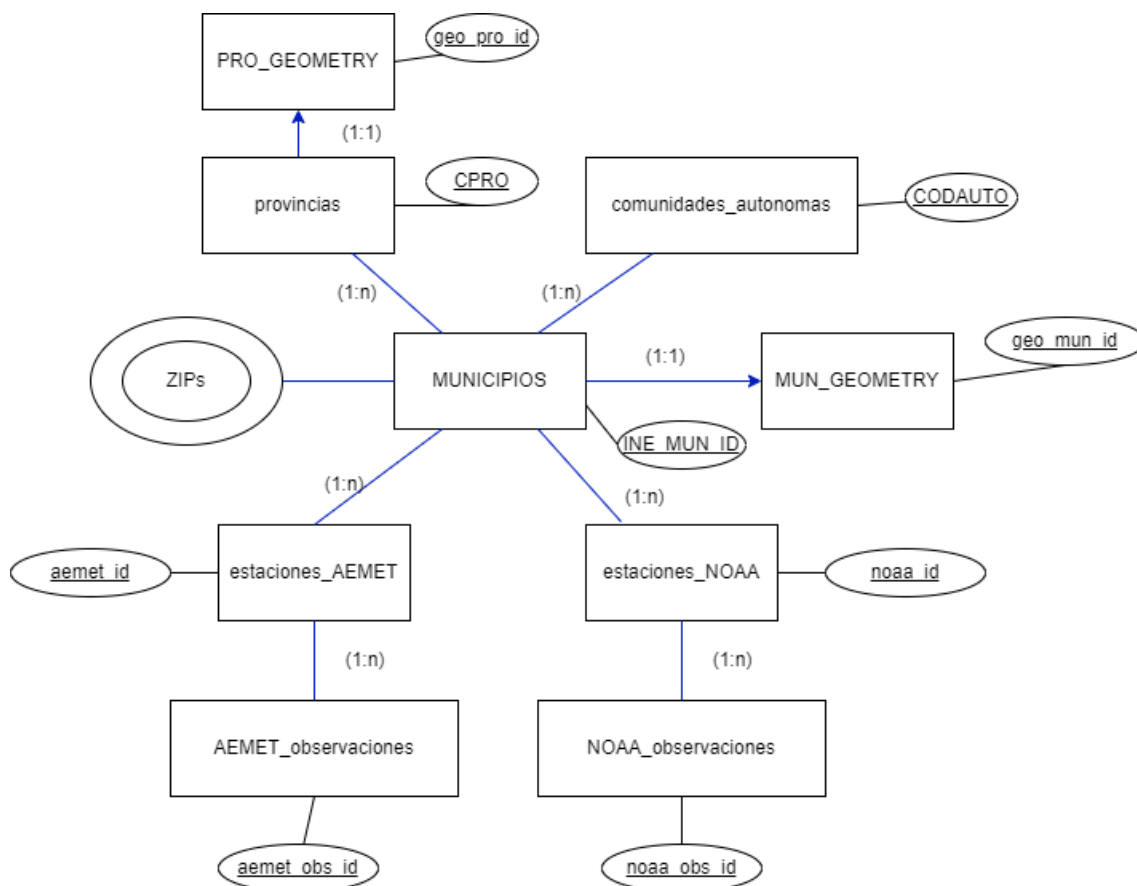 geo_pro_id
PRO_GEOMETRY
(1:1)
CPRO
provincias
comunidades_autonomas
CODAUTO
(1:n)
(1:n)
geo_mun_id
(1:1)
ZIPs
MUNICIPIOS
MUN_GEOMETRY
INE_MUN_ID
(1:n)
(1:n)
aemet_id
estaciones_AEMET
estaciones_NOAA
noaa_id
(1:n)
(1:n)
AEMET_observaciones
NOAA_observaciones
aemet_obs_id
noaa_obs_id